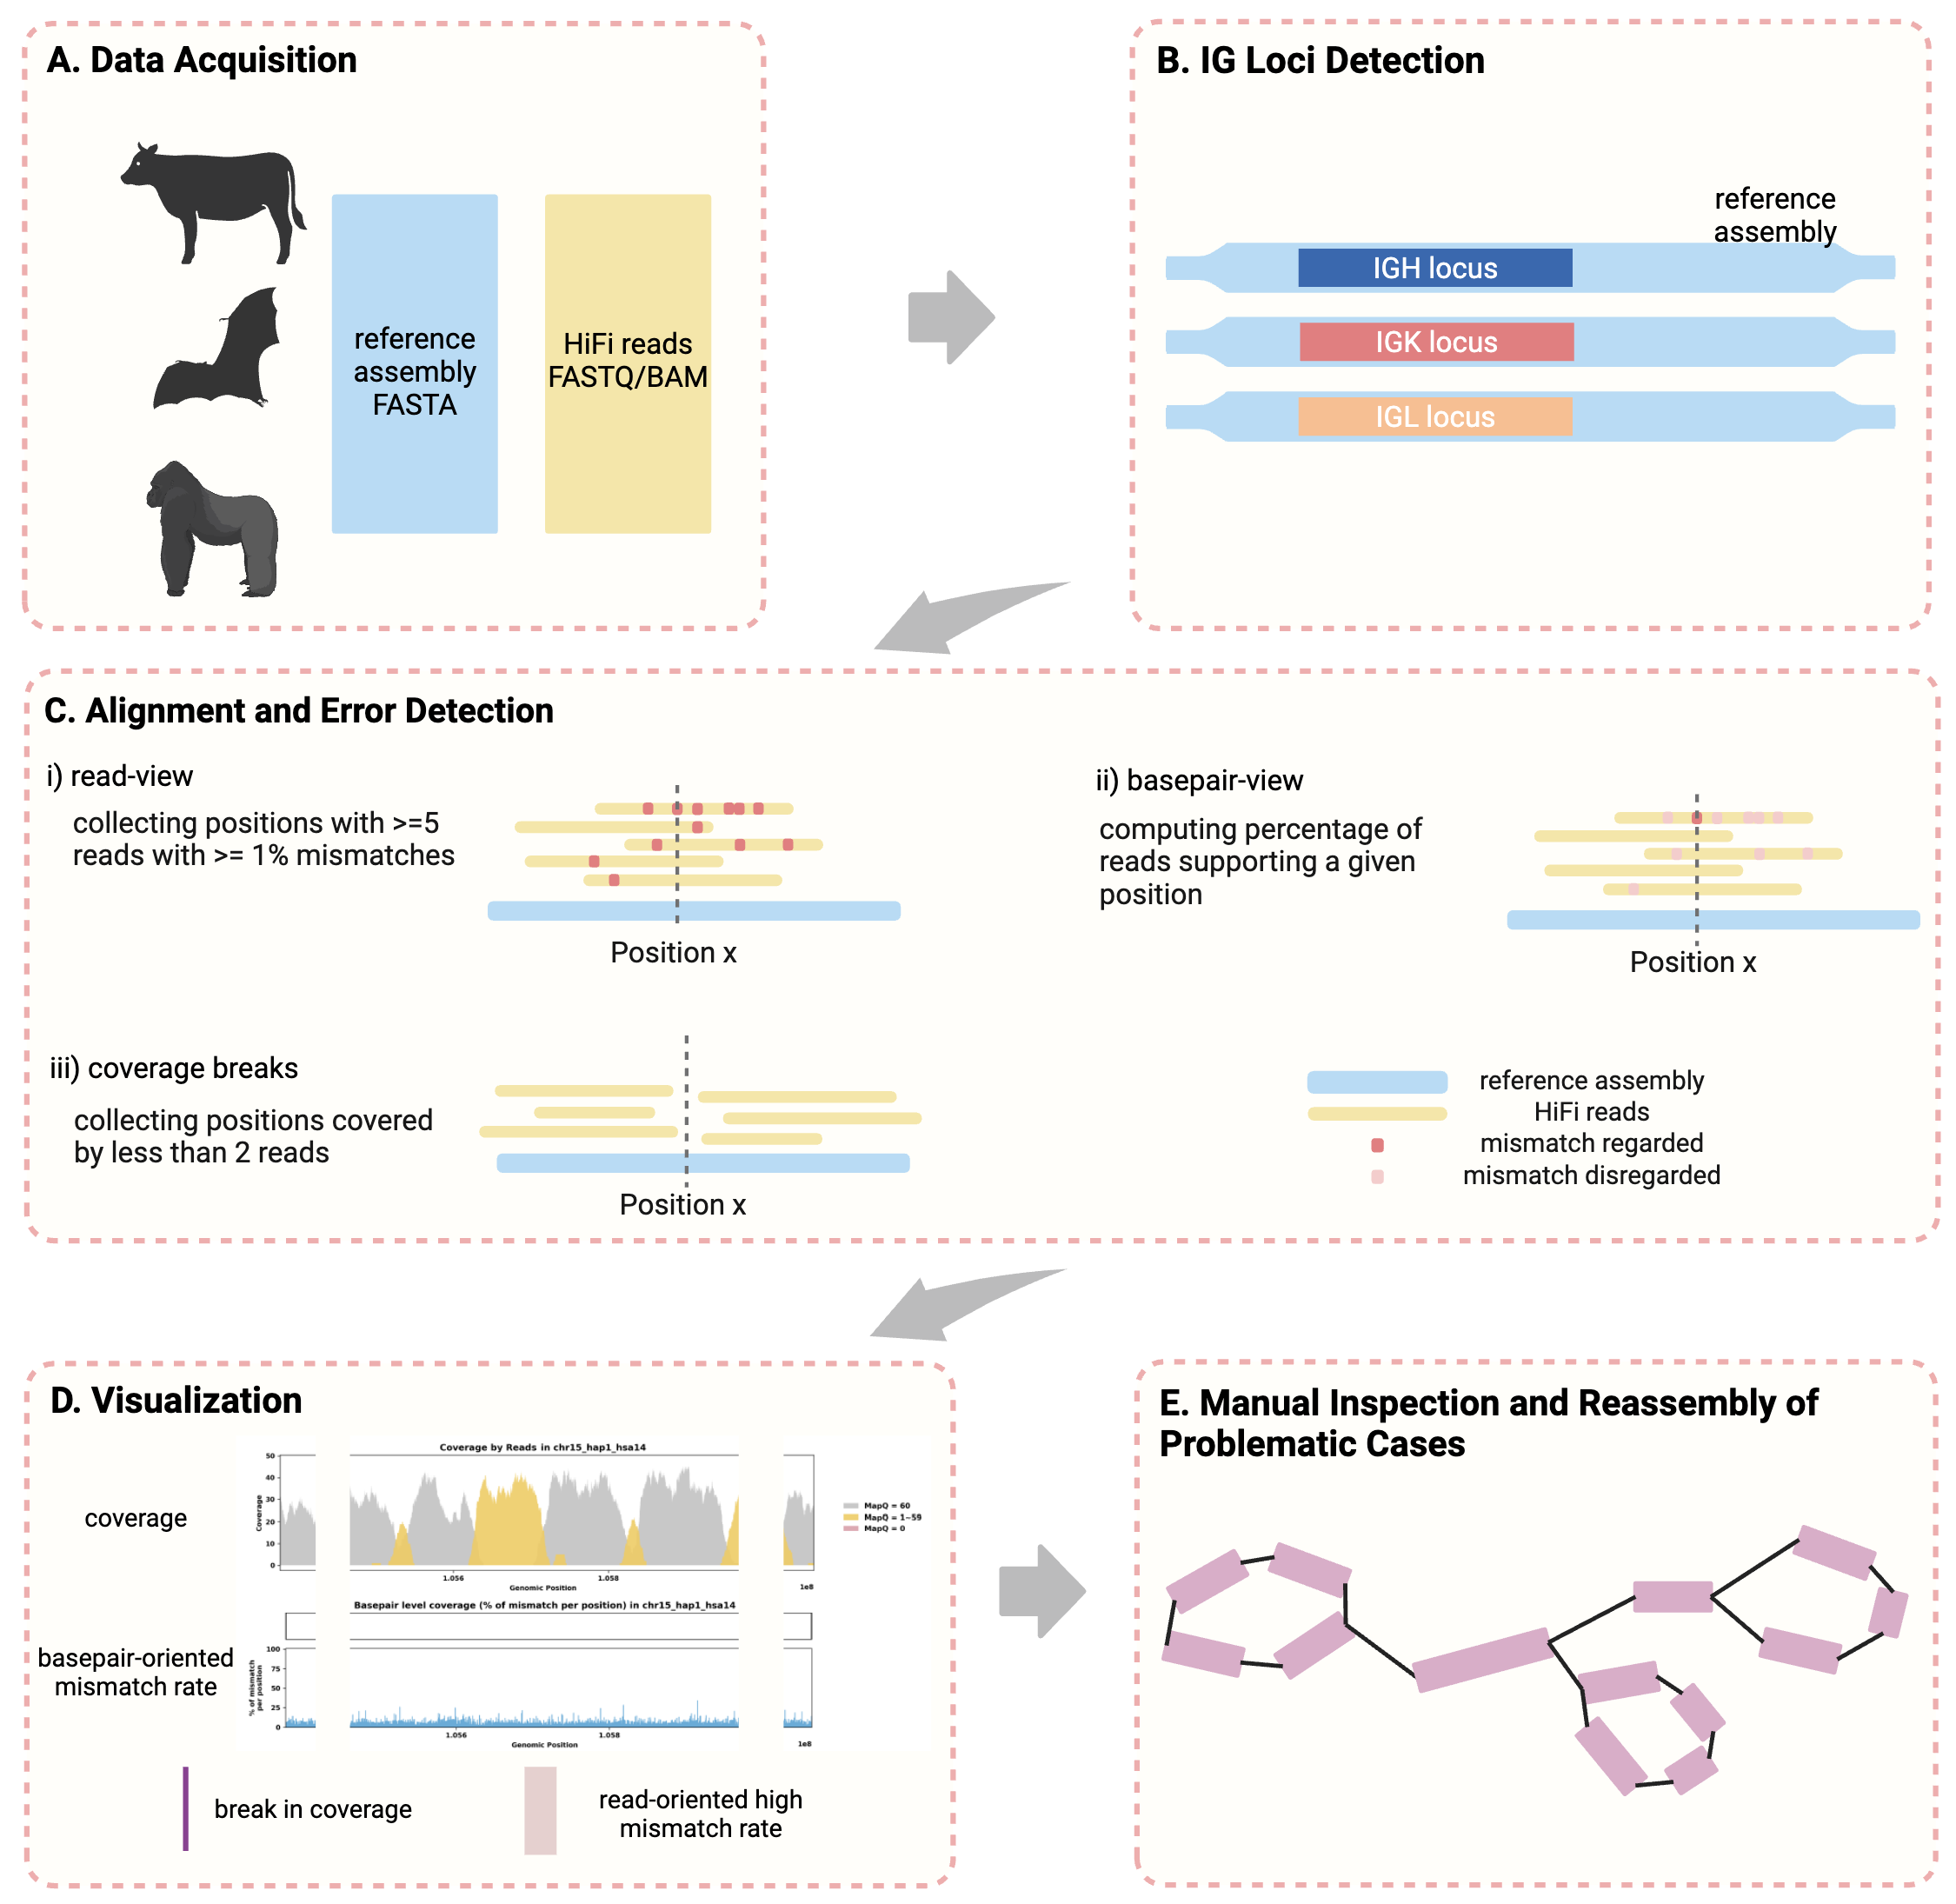 A. Data Acquisition
reference
assembly
FASTA
HiFi reads
FASTQ/BAM
B. IG Loci Detection
reference
assembly
IGH locus
IGK locus
IGL locus
C. Alignment and Error Detection
i) read-view
collecting positions with >=5
reads with >= 1% mismatches
Position x
ii) basepair-view
computing percentage of
reads supporting a given
position
Position x
iii) coverage breaks
collecting positions covered
by less than 2 reads
Position x
reference assembly
HiFi reads
mismatch regarded
mismatch disregarded
D. Visualization
coverage
Coverage by Reads in chr15_hap1_hsa14
Coverage
50
40
30
20
10
0
1.056
1.058
1e8
Genomic Position
MapQ = 60
MapQ = 1-59
MapQ = 0
basepair-oriented
mismatch rate
Basepair level coverage (% of mismatch per position) in chr15_hap1_hsa14
% of mismatch
per position
100
75
50
25
0
1.056
1.058
1e8
Genomic Position
break in coverage
read-oriented high
mismatch rate
E. Manual Inspection and Reassembly of
Problematic Cases